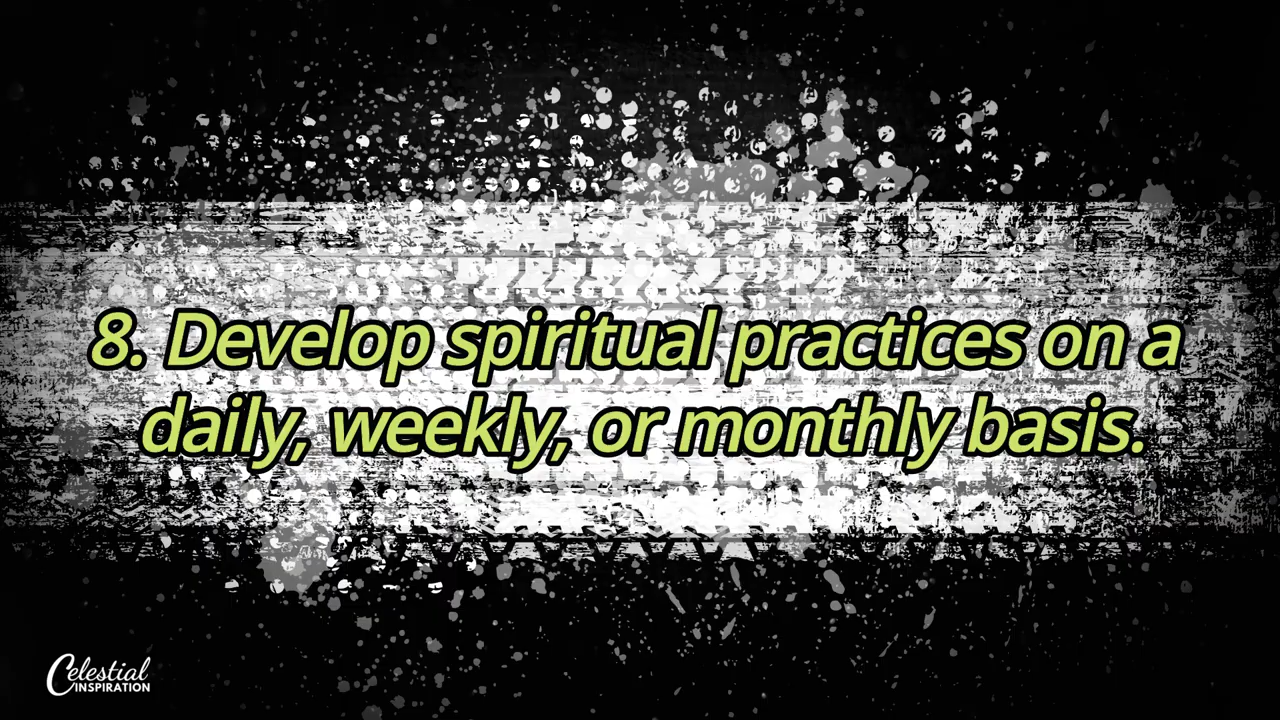 8. Develop spiritual practices on a
daily, weekly, or monthly basis.
Celestial
INSPIRATION